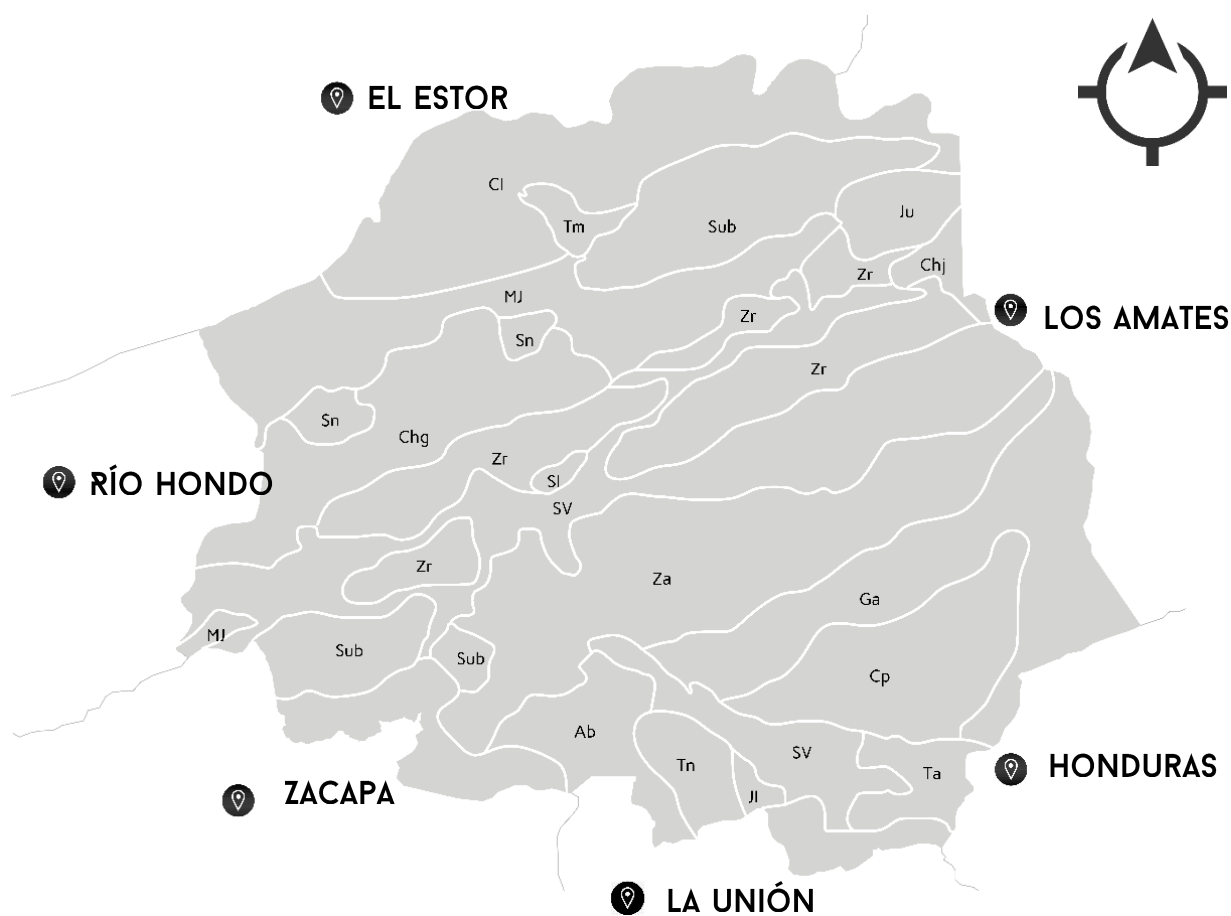 EL ESTOR
Cl
Tm
Sub
Ju
Zr
Chj
MJ
Zr
LOS AMATES
Sn
Zr
Sn
Chg
Zr
RÍO HONDO
Sl
SV
Zr
Za
Ga
MJ
Sub
Sub
Cp
Ab
SV
Tn
Ta
HONDURAS
Jl
ZACAPA
LA UNIÓN